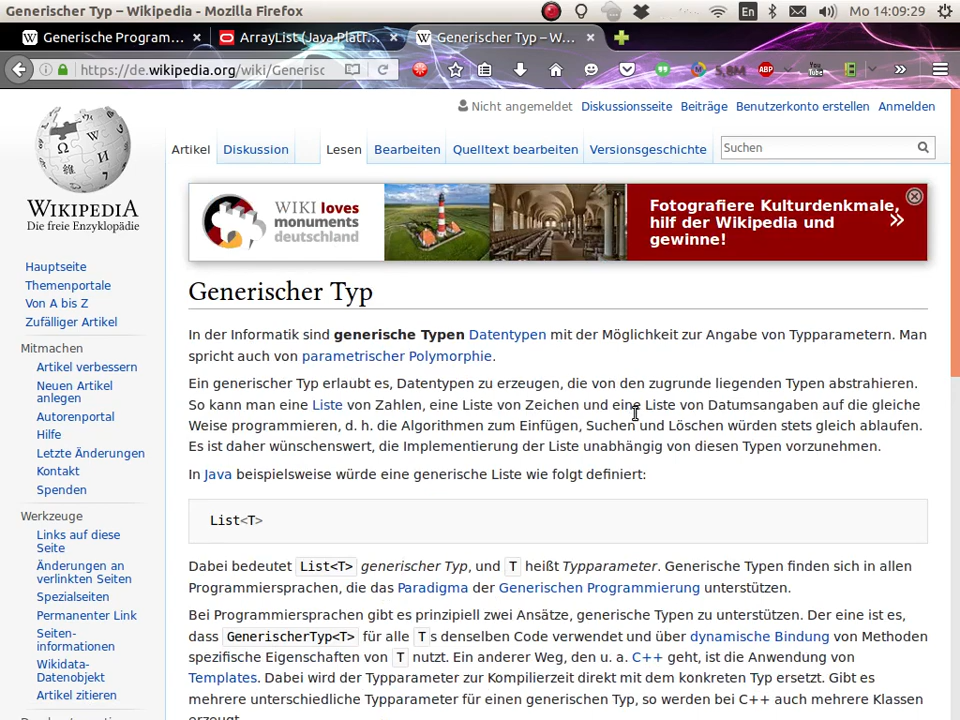 Generischer Typ – Wikipedia - Mozilla Firefox
En
Mo 14:09:29
Generische Program…
ArrayList (Java Platfr…
Generischer Typ – W…
https://de.wikipedia.org/wiki/Generisc
5,8M
ABP
You Tube
Nicht angemeldet Diskussionsseite Beiträge Benutzerkonto erstellen Anmelden
Artikel Diskussion Lesen Bearbeiten Quelltext bearbeiten Versionsgeschichte
Suchen
WIKIPEDIA
Die freie Enzyklopädie
Hauptseite
Themenportale
Von A bis Z
Zufälliger Artikel
Mitmachen
Artikel verbessern
Neuen Artikel
anlegen
Autorenportal
Hilfe
Letzte Änderungen
Kontakt
Spenden
Werkzeuge
Links auf diese
Seite
Änderungen an
verlinkten Seiten
Spezialseiten
Permanenter Link
Seiten-
informationen
Wikidata-
Datenobjekt
Artikel zitieren
WIKI loves
monuments
deutschland
Fotografiere Kulturdenkmale,
hilf der Wikipedia und
gewinne!
»
Generischer Typ
In der Informatik sind generische Typen Datentypen mit der Möglichkeit zur Angabe von Typparametern. Man
spricht auch von parametrischer Polymorphie.
Ein generischer Typ erlaubt es, Datentypen zu erzeugen, die von den zugrunde liegenden Typen abstrahieren.
So kann man eine Liste von Zahlen, eine Liste von Zeichen und eine Liste von Datumsangaben auf die gleiche
Weise programmieren, d. h. die Algorithmen zum Einfügen, Suchen und Löschen würden stets gleich ablaufen.
Es ist daher wünschenswert, die Implementierung der Liste unabhängig von diesen Typen vorzunehmen.
In Java beispielsweise würde eine generische Liste wie folgt definiert:
List<T>
Dabei bedeutet List<T> generischer Typ, und T heißt Typparameter. Generische Typen finden sich in allen
Programmiersprachen, die das Paradigma der Generischen Programmierung unterstützen.
Bei Programmiersprachen gibt es prinzipiell zwei Ansätze, generische Typen zu unterstützen. Der eine ist es,
dass GenerischerTyp<T> für alle T s denselben Code verwendet und über dynamische Bindung von Methoden
spezifische Eigenschaften von T nutzt. Ein anderer Weg, den u. a. C++ geht, ist die Anwendung von
Templates. Dabei wird der Typparameter zur Kompilierzeit direkt mit dem konkreten Typ ersetzt. Gibt es
mehrere unterschiedliche Typparameter für einen generischen Typ, so werden bei C++ auch mehrere Klassen
erzeugt.